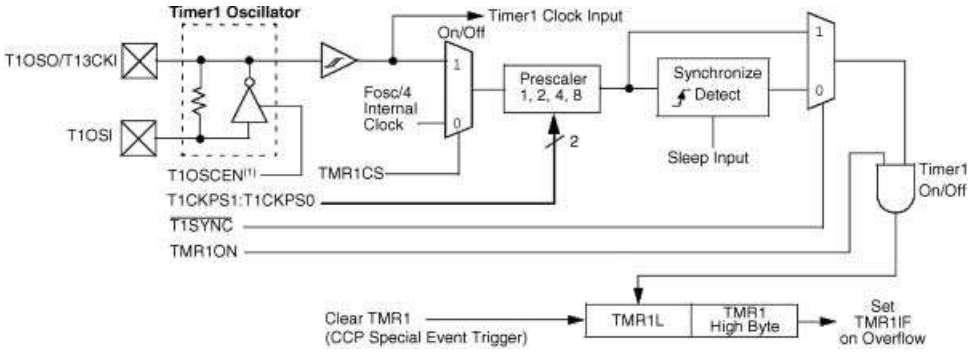 Timer1 Oscillator
Timer1 Clock Input
On/Off
T1OSO/T13CKI
1
1
Fosc/4
Internal
Clock
Prescaler
1, 2, 4, 8
Synchronize
Detect
0
0
T1OSI
2
Sleep Input
T1OSCEN(1)
TMR1CS
Timer1
On/Off
T1CKPS1:T1CKPS0
T1SYNC
TMR1ON
Clear TMR1
(CCP Special Event Trigger)
TMR1L
TMR1
High Byte
Set
TMR1IF
on Overflow